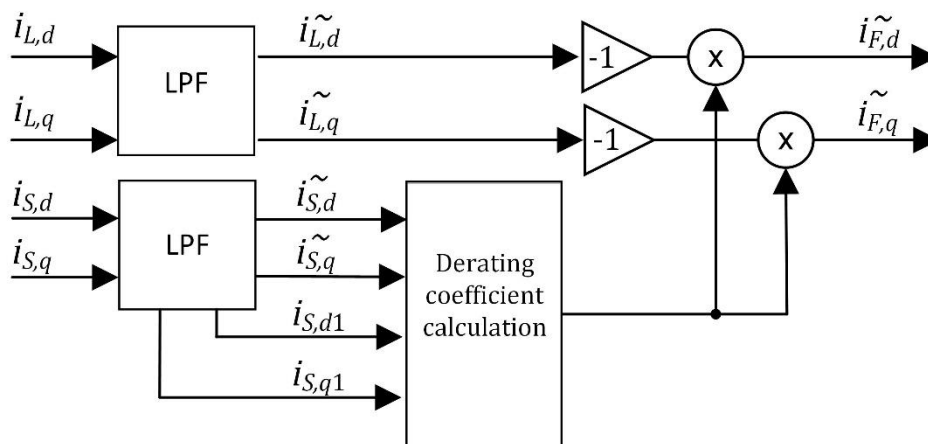 i_{L,d}
LPF
i_{L,d}^~
-1
x
i_{F,d}^~
i_{L,q}
i_{L,q}^~
-1
x
i_{F,q}^~
i_{S,d}
LPF
i_{S,d}^~
i_{S,q}
i_{S,q}^~
Derating
coefficient
calculation
i_{S,d1}
i_{S,q1}